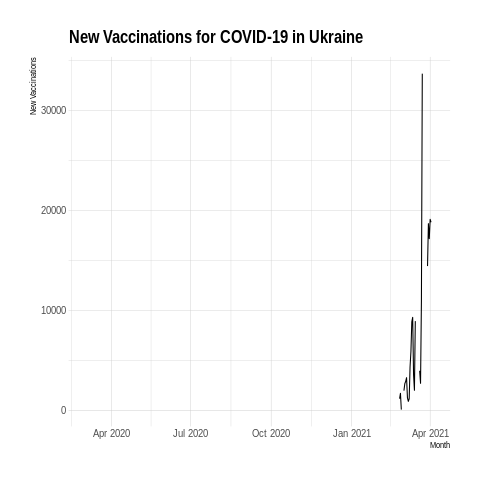 New Vaccinations for COVID-19 in Ukraine
New Vaccinations
30000
20000
10000
0
Apr 2020 Jul 2020 Oct 2020 Jan 2021 Apr 2021
Month